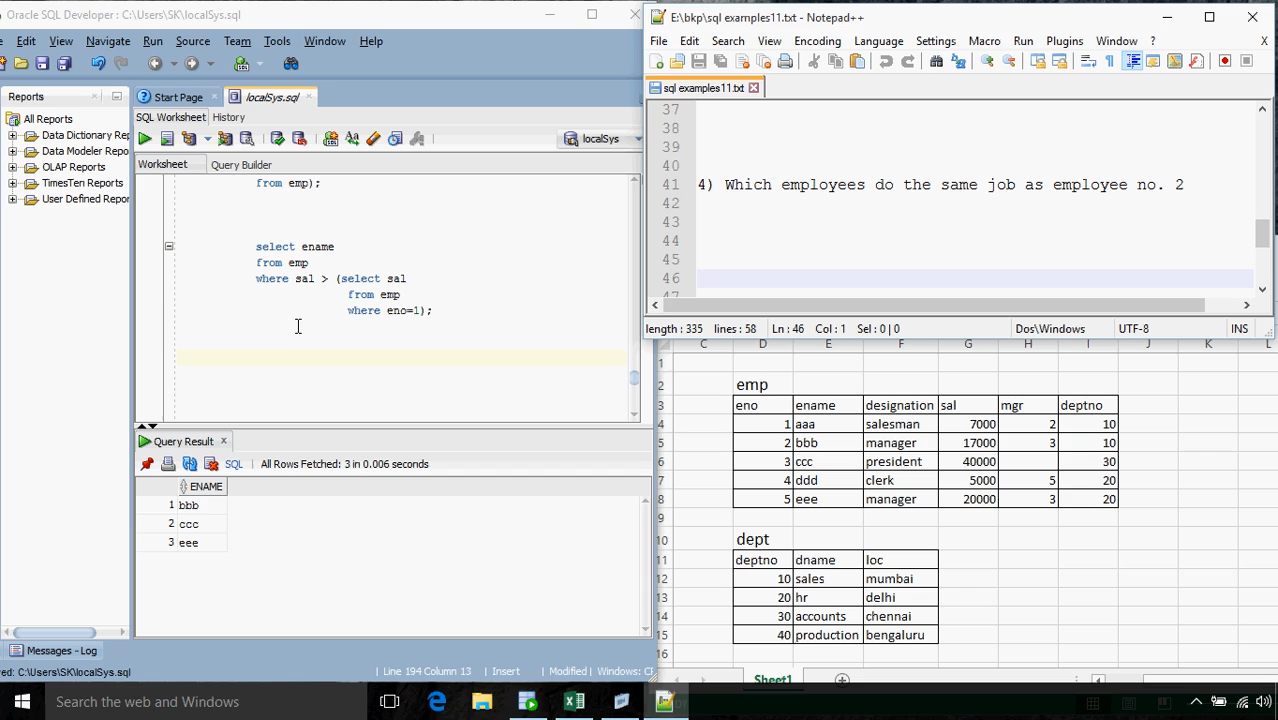 Oracle SQL Developer : C:\Users\SK\localSys.sql
Edit View Navigate Run Source Team Tools Window Help
Reports
Start Page
localSys.sql
SQL Worksheet History
localSys
Worksheet Query Builder
All Reports
Data Dictionary Rep
Data Modeler Repo
OLAP Reports
TimesTen Reports
User Defined Report
from emp);
select ename
from emp
where sal > (select sal
from emp
where eno=1);
Query Result
SQL All Rows Fetched: 3 in 0.006 seconds
ENAME
1 bbb
2 ccc
3 eee
Messages - Log
ved: C:\Users\SK\localSys.sql
Line 194 Column 13 Insert Modified Windows: C
E:\bkp\sql examples11.txt - Notepad++
File Edit Search View Encoding Language Settings Macro Run Plugins Window ? X
sql examples11.txt
37
38
39
40
41 4) Which employees do the same job as employee no. 2
42
43
44
45
46
47
length : 335 lines : 58 Ln : 46 Col : 1 Sel : 0 | 0 Dos\Windows UTF-8 INS
C D E F G H I J K L
1
2 emp
3 eno ename designation sal mgr deptno
4 1 aaa salesman 7000 2 10
5 2 bbb manager 17000 3 10
6 3 ccc president 40000 30
7 4 ddd clerk 5000 5 20
8 5 eee manager 20000 3 20
9
10 dept
11 deptno dname loc
12 10 sales mumbai
13 20 hr delhi
14 30 accounts chennai
15 40 production bengaluru
16
Sheet1
Search the web and Windows